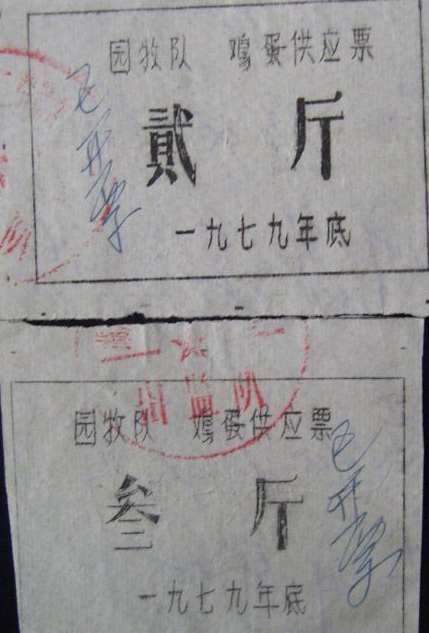 园牧队 鸡蛋供应票
貳 斤
一九七九年底
园牧队 鸡蛋供应票
叁 斤
一九七九年底